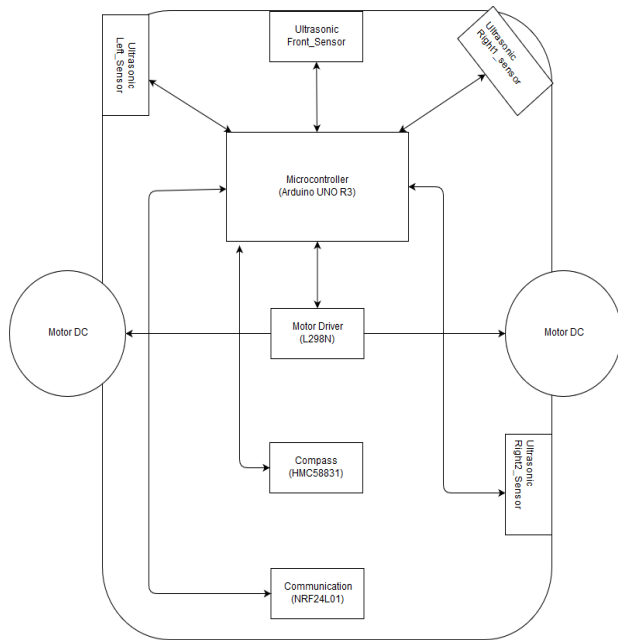 Ultrasonic
Left_Sensor
Ultrasonic
Front_Sensor
Ultrasonic
Right1_sensor
Microcontroller
(Arduino UNO R3)
Motor DC
Motor Driver
(L298N)
Motor DC
Compass
(HMC58831)
Ultrasonic
Right2_Sensor
Communication
(NRF24L01)